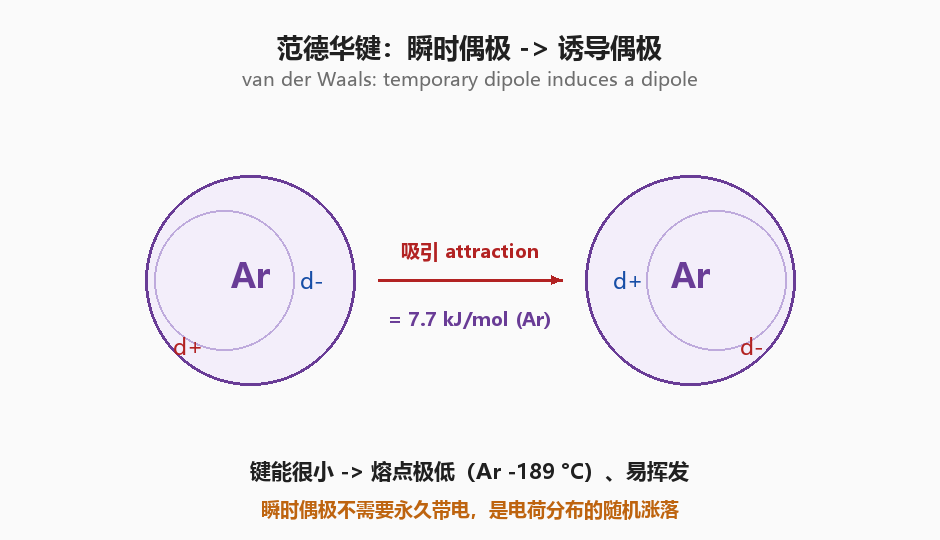 范德华键：瞬时偶极 -> 诱导偶极
van der Waals: temporary dipole induces a dipole
吸引 attraction
Ar
d-
d+
Ar
= 7.7 kJ/mol (Ar)
d+
d-
键能很小 -> 熔点极低（Ar -189 °C）、易挥发
瞬时偶极不需要永久带电，是电荷分布的随机涨落